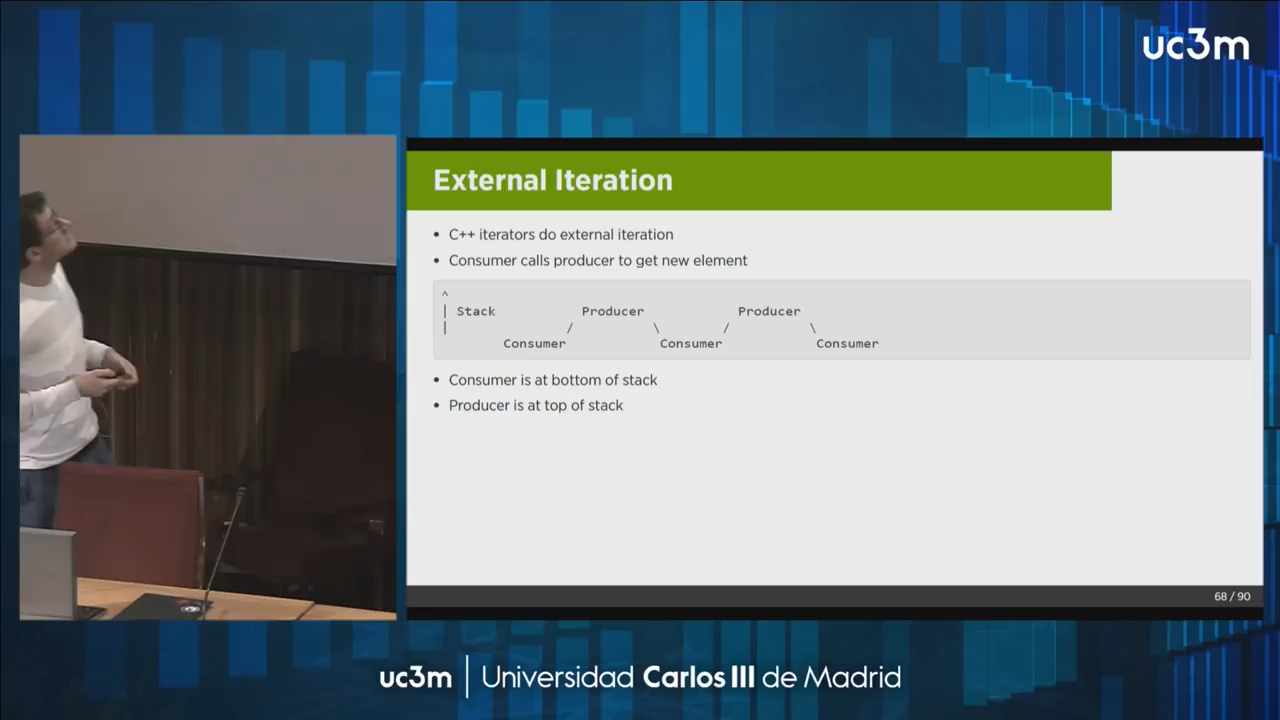 uc3m
External Iteration
• C++ iterators do external iteration
• Consumer calls producer to get new element
^
| Stack           Producer            Producer
|               /          \        /          \
        Consumer            Consumer            Consumer
• Consumer is at bottom of stack
• Producer is at top of stack
68 / 90
uc3m | Universidad Carlos III de Madrid